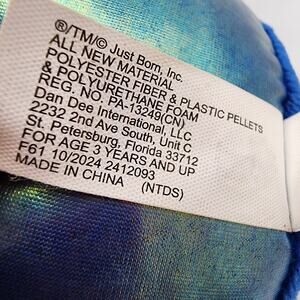 ®/TM/© Just Born, Inc.
ALL NEW MATERIAL
POLYESTER FIBER & PLASTIC PELLETS
& POLYURETHANE FOAM
REG. NO. PA-13249(CN)
Dan Dee International, LLC
2232 2nd Ave South, Unit C
St. Petersburg, Florida 33712
FOR AGE 3 YEARS AND UP
F61 10/2024 2412093
MADE IN CHINA (NTDS)